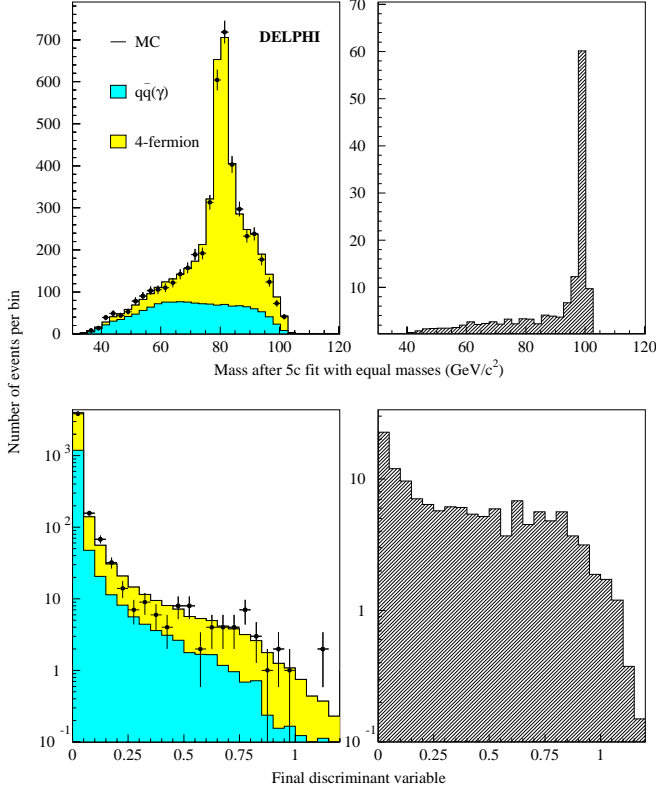 DELPHI
MC
qq̄(γ)
4-fermion
700
600
500
400
300
200
100
0
40 60 80 100 120
70
60
50
40
30
20
10
0
40 60 80 100 120
Mass after 5c fit with equal masses (GeV/c²)
Number of events per bin
10³
10²
10
1
10⁻¹
0 0.25 0.5 0.75 1
10
1
10⁻¹
0 0.25 0.5 0.75 1
Final discriminant variable